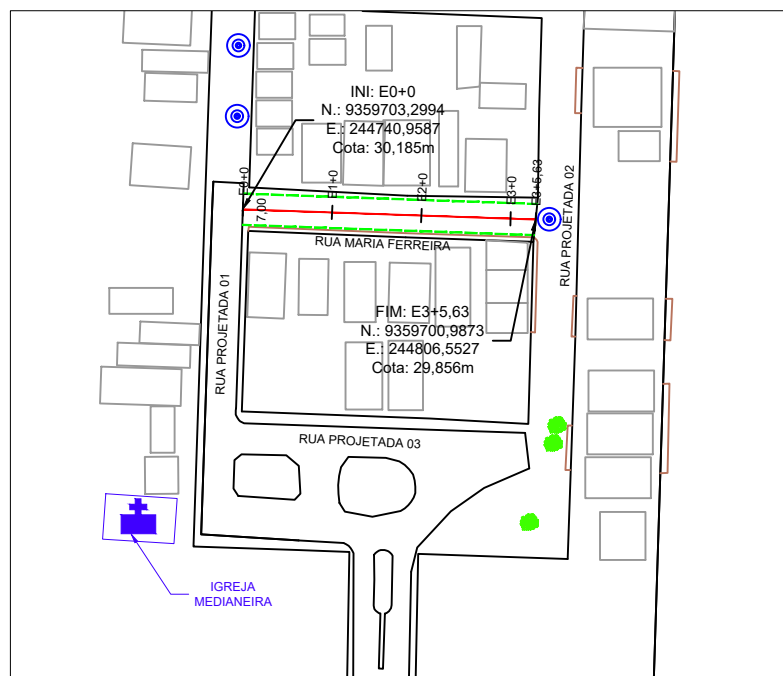 INI: E0+0
N.: 9359703,2994
E.: 244740,9587
Cota: 30,185m
E0+0
E1+0
E2+0
E3+0
E3+5,63
7,00
RUA MARIA FERREIRA
RUA PROJETADA 02
RUA PROJETADA 01
FIM: E3+5,63
N.: 9359700,9873
E.: 244806,5527
Cota: 29,856m
RUA PROJETADA 03
IGREJA
MEDIANEIRA